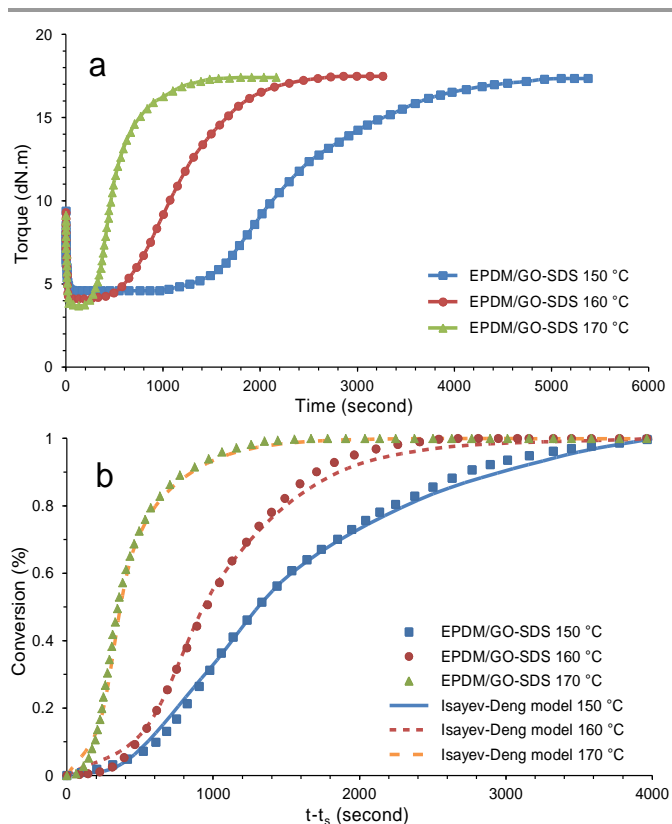 a
20
15
10
5
0
Torque (dN.m)
EPDM/GO-SDS 150 °C
EPDM/GO-SDS 160 °C
EPDM/GO-SDS 170 °C
0 1000 2000 3000 4000 5000 6000
Time (second)
b
1
0.8
0.6
0.4
0.2
0
Conversion (%)
EPDM/GO-SDS 150 °C
EPDM/GO-SDS 160 °C
EPDM/GO-SDS 170 °C
Isayev-Deng model 150 °C
Isayev-Deng model 160 °C
Isayev-Deng model 170 °C
0 1000 2000 3000 4000
t-ts (second)